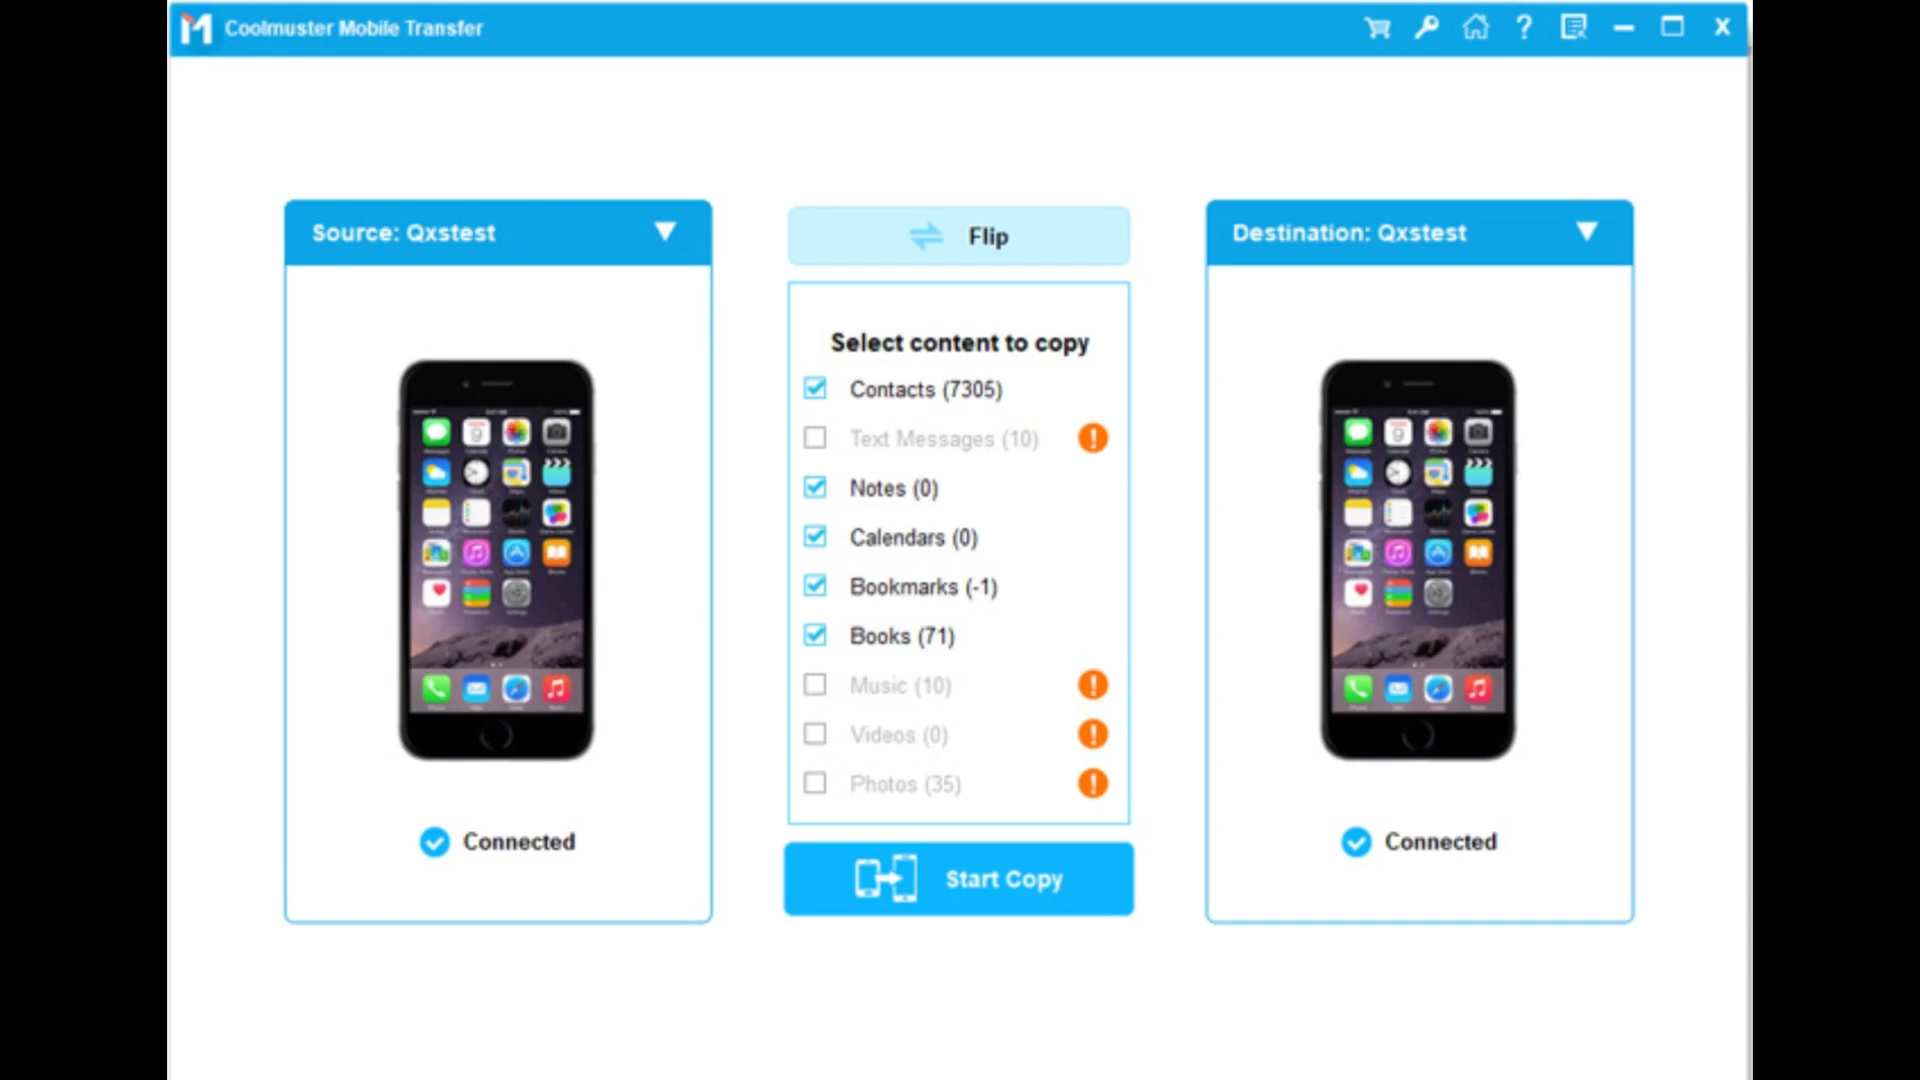 Coolmuster Mobile Transfer
Source: Qxstest
Flip
Destination: Qxstest
Select content to copy
Contacts (7305)
Text Messages (10)
Notes (0)
Calendars (0)
Bookmarks (-1)
Books (71)
Music (10)
Videos (0)
Photos (35)
Connected
Connected
Start Copy